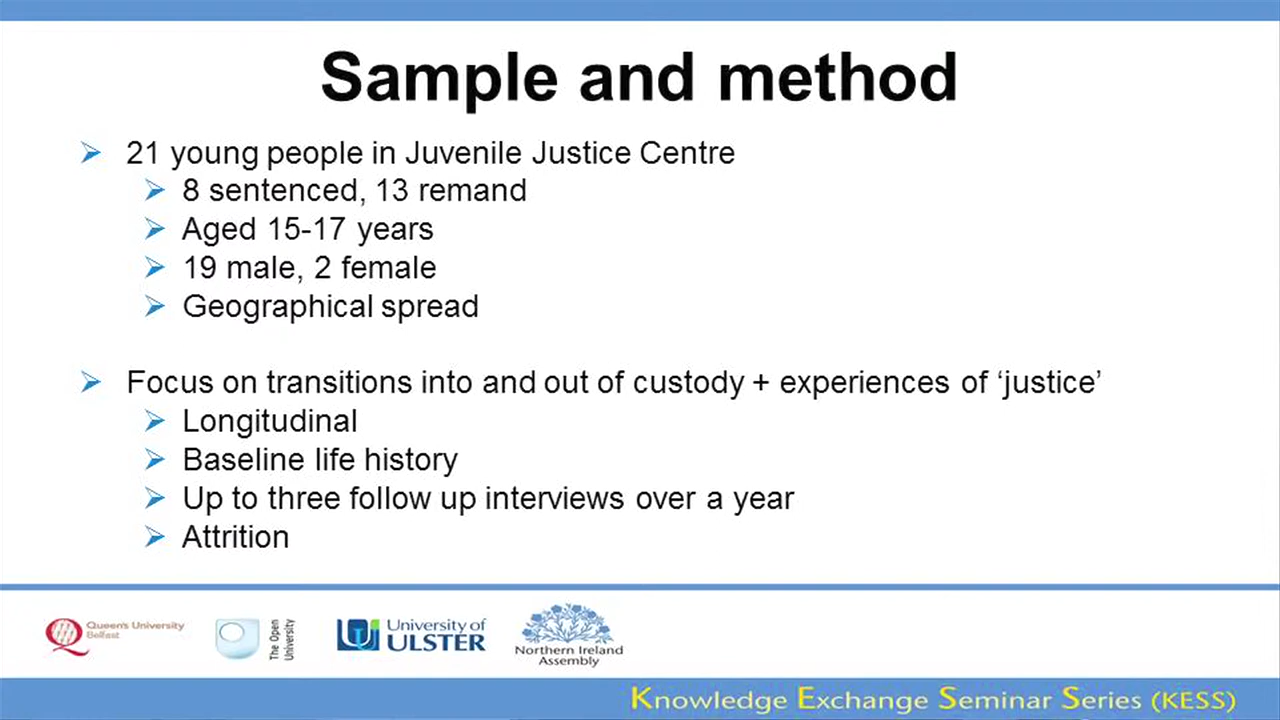 Sample and method
21 young people in Juvenile Justice Centre
8 sentenced, 13 remand
Aged 15-17 years
19 male, 2 female
Geographical spread
Focus on transitions into and out of custody + experiences of ‘justice’
Longitudinal
Baseline life history
Up to three follow up interviews over a year
Attrition
Queen's University
Belfast
The Open
University
University of
ULSTER
Northern Ireland
Assembly
Knowledge Exchange Seminar Series (KESS)